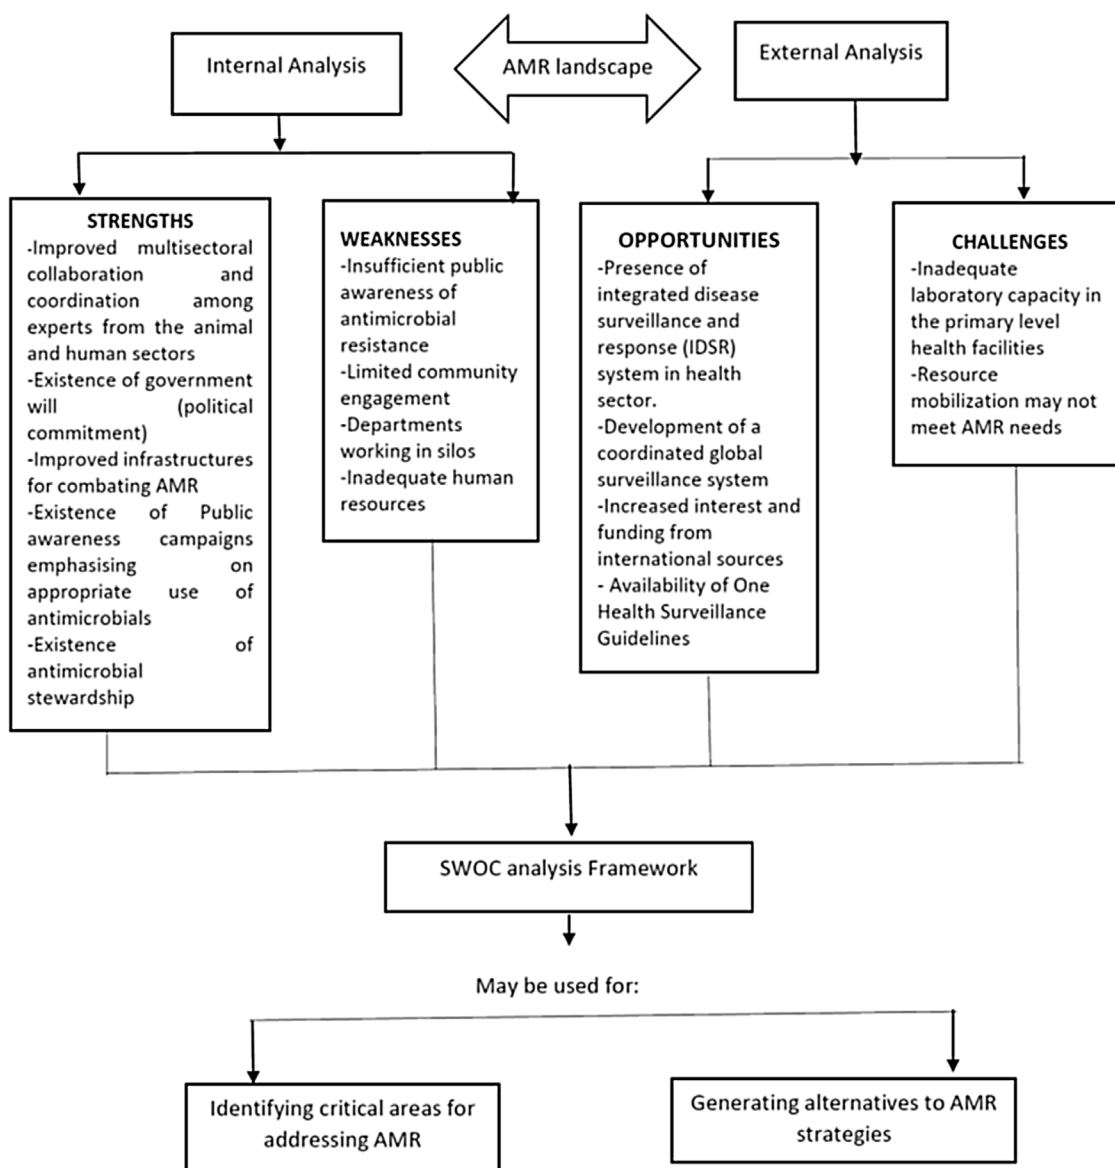 Internal Analysis
AMR landscape
External Analysis
STRENGTHS
-Improved multisectoral
collaboration and
coordination among
experts from the animal
and human sectors
-Existence of government
will (political
commitment)
-Improved infrastructures
for combating AMR
-Existence of Public
awareness campaigns
emphasising on
appropriate use of
antimicrobials
-Existence of
antimicrobial
stewardship
WEAKNESSES
-Insufficient public
awareness of
antimicrobial
resistance
-Limited community
engagement
-Departments
working in silos
-Inadequate human
resources
OPPORTUNITIES
-Presence of
integrated disease
surveillance and
response (IDSR)
system in health
sector.
-Development of a
coordinated global
surveillance system
-Increased interest and
funding from
international sources
- Availability of One
Health Surveillance
Guidelines
CHALLENGES
-Inadequate
laboratory capacity in
the primary level
health facilities
-Resource
mobilization may not
meet AMR needs
SWOC analysis Framework
May be used for:
Identifying critical areas for
addressing AMR
Generating alternatives to AMR
strategies